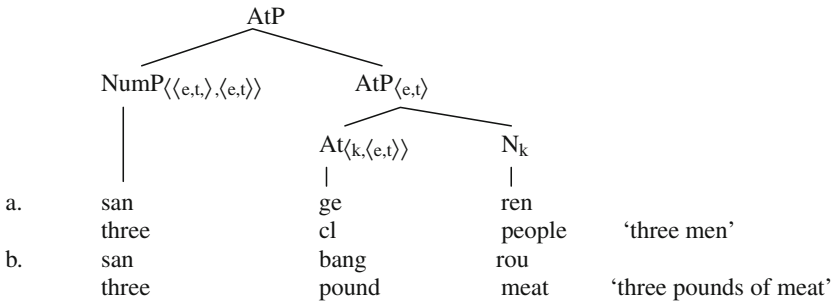 AtP
NumP⟨⟨e,t,⟩,⟨e,t⟩⟩ AtP⟨e,t⟩
At⟨k,⟨e,t⟩⟩ Nk
a. san ge ren
three cl people ‘three men’
b. san bang rou
three pound meat ‘three pounds of meat’